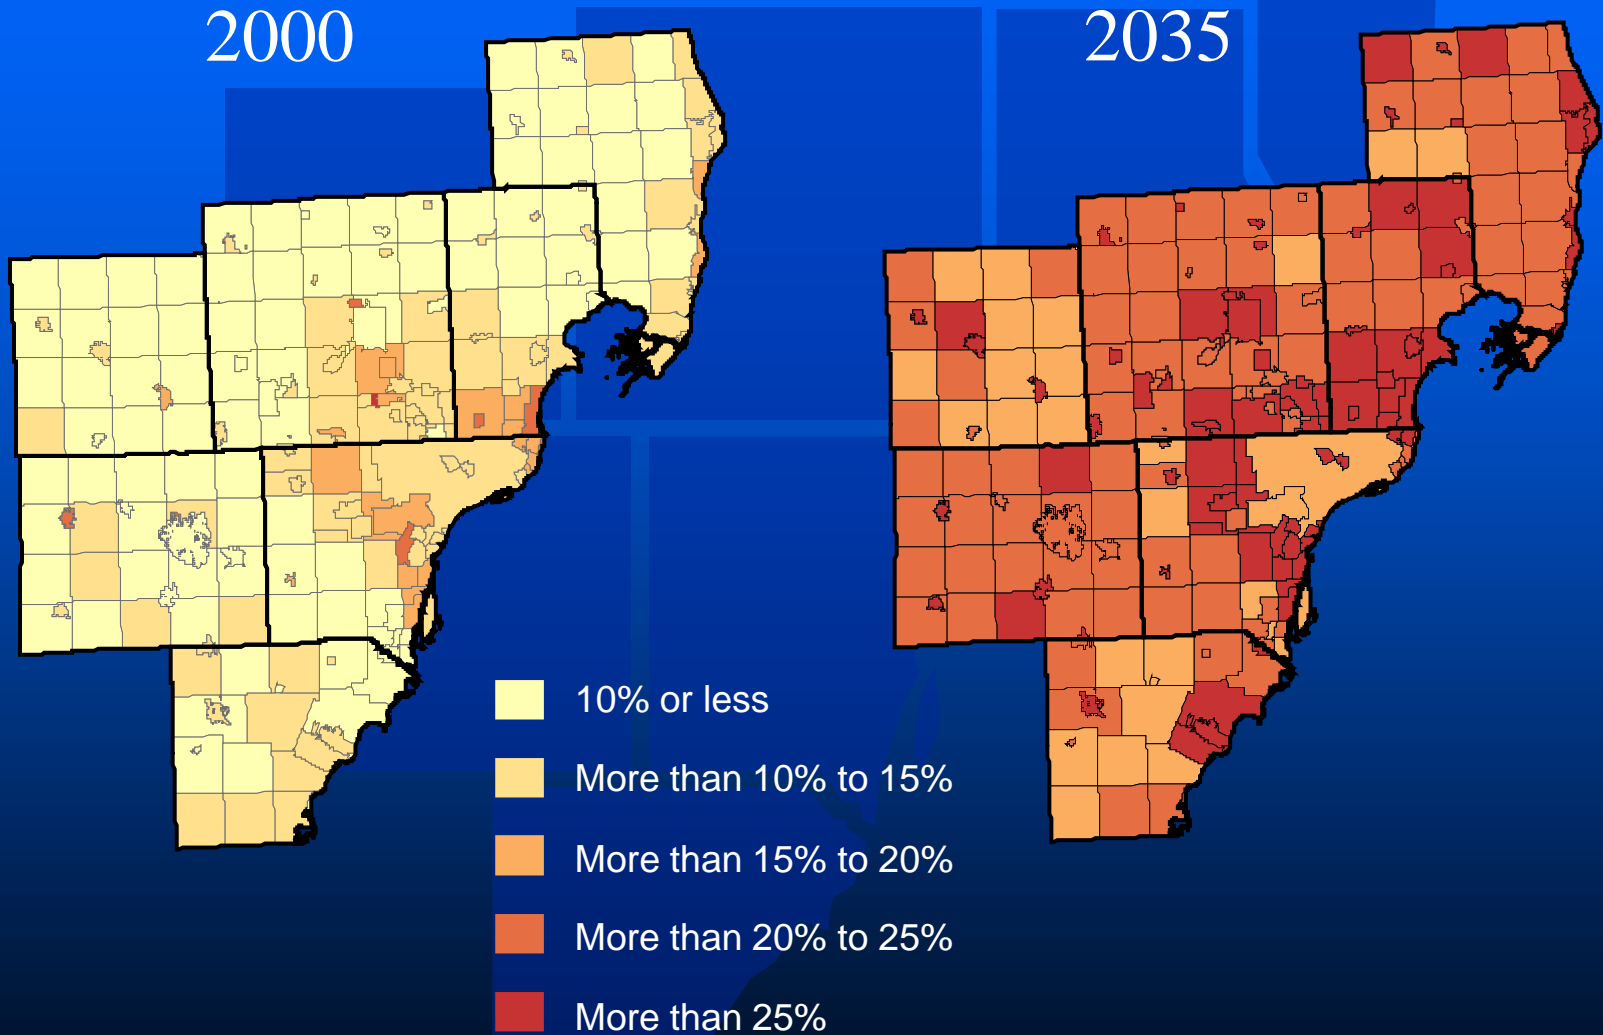 2000
2035
10% or less
More than 10% to 15%
More than 15% to 20%
More than 20% to 25%
More than 25%